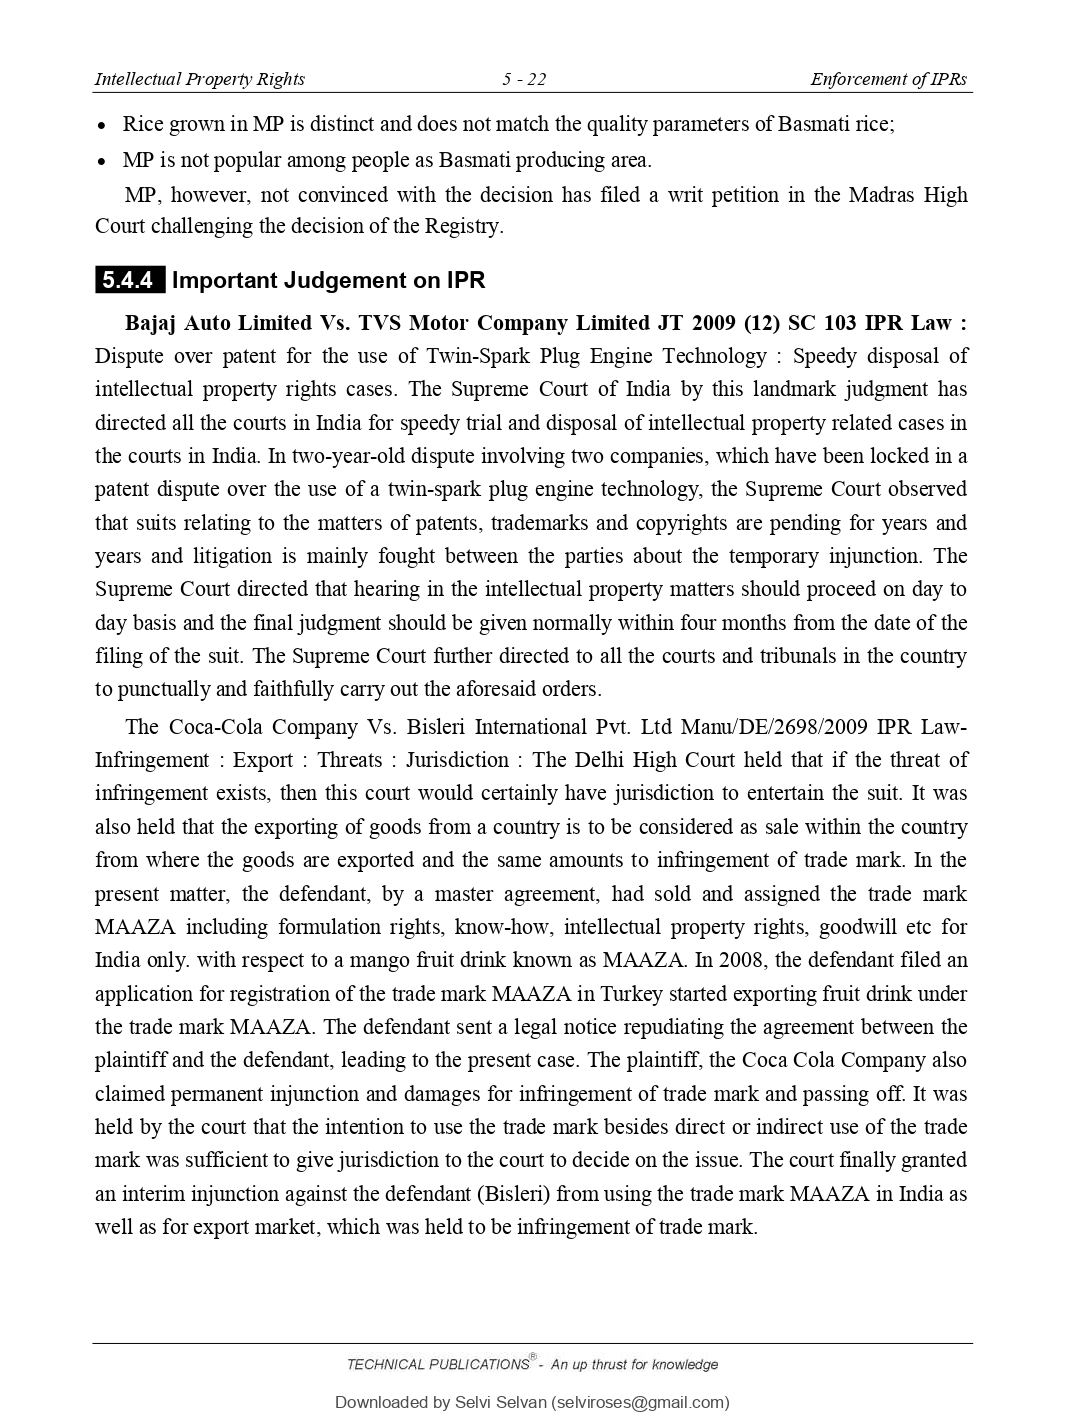 Intellectual Property Rights 5 - 22 Enforcement of IPRs
• Rice grown in MP is distinct and does not match the quality parameters of Basmati rice;
• MP is not popular among people as Basmati producing area.
MP, however, not convinced with the decision has filed a writ petition in the Madras High
Court challenging the decision of the Registry.
5.4.4 Important Judgement on IPR
Bajaj Auto Limited Vs. TVS Motor Company Limited JT 2009 (12) SC 103 IPR Law :
Dispute over patent for the use of Twin-Spark Plug Engine Technology : Speedy disposal of
intellectual property rights cases. The Supreme Court of India by this landmark judgment has
directed all the courts in India for speedy trial and disposal of intellectual property related cases in
the courts in India. In two-year-old dispute involving two companies, which have been locked in a
patent dispute over the use of a twin-spark plug engine technology, the Supreme Court observed
that suits relating to the matters of patents, trademarks and copyrights are pending for years and
years and litigation is mainly fought between the parties about the temporary injunction. The
Supreme Court directed that hearing in the intellectual property matters should proceed on day to
day basis and the final judgment should be given normally within four months from the date of the
filing of the suit. The Supreme Court further directed to all the courts and tribunals in the country
to punctually and faithfully carry out the aforesaid orders.
The Coca-Cola Company Vs. Bisleri International Pvt. Ltd Manu/DE/2698/2009 IPR Law-
Infringement : Export : Threats : Jurisdiction : The Delhi High Court held that if the threat of
infringement exists, then this court would certainly have jurisdiction to entertain the suit. It was
also held that the exporting of goods from a country is to be considered as sale within the country
from where the goods are exported and the same amounts to infringement of trade mark. In the
present matter, the defendant, by a master agreement, had sold and assigned the trade mark
MAAZA including formulation rights, know-how, intellectual property rights, goodwill etc for
India only. with respect to a mango fruit drink known as MAAZA. In 2008, the defendant filed an
application for registration of the trade mark MAAZA in Turkey started exporting fruit drink under
the trade mark MAAZA. The defendant sent a legal notice repudiating the agreement between the
plaintiff and the defendant, leading to the present case. The plaintiff, the Coca Cola Company also
claimed permanent injunction and damages for infringement of trade mark and passing off. It was
held by the court that the intention to use the trade mark besides direct or indirect use of the trade
mark was sufficient to give jurisdiction to the court to decide on the issue. The court finally granted
an interim injunction against the defendant (Bisleri) from using the trade mark MAAZA in India as
well as for export market, which was held to be infringement of trade mark.
TECHNICAL PUBLICATIONS® - An up thrust for knowledge
Downloaded by Selvi Selvan (selviroses@gmail.com)